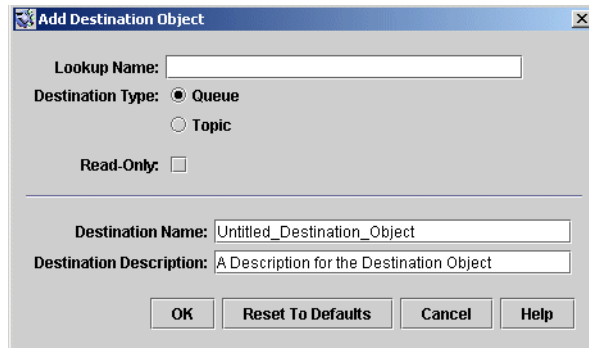 Add Destination Object
Lookup Name:
Destination Type: Queue
Topic
Read-Only:
Destination Name: Untitled_Destination_Object
Destination Description: A Description for the Destination Object
OK Reset To Defaults Cancel Help